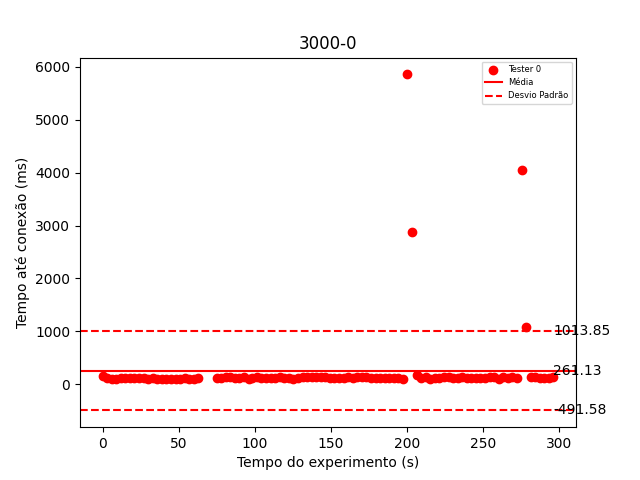 3000-0
Tempo até conexão (ms)
6000
5000
4000
3000
2000
1000
0
Tester 0
Média
Desvio Padrão
1013.85
261.13
-491.58
0 50 100 150 200 250 300
Tempo do experimento (s)